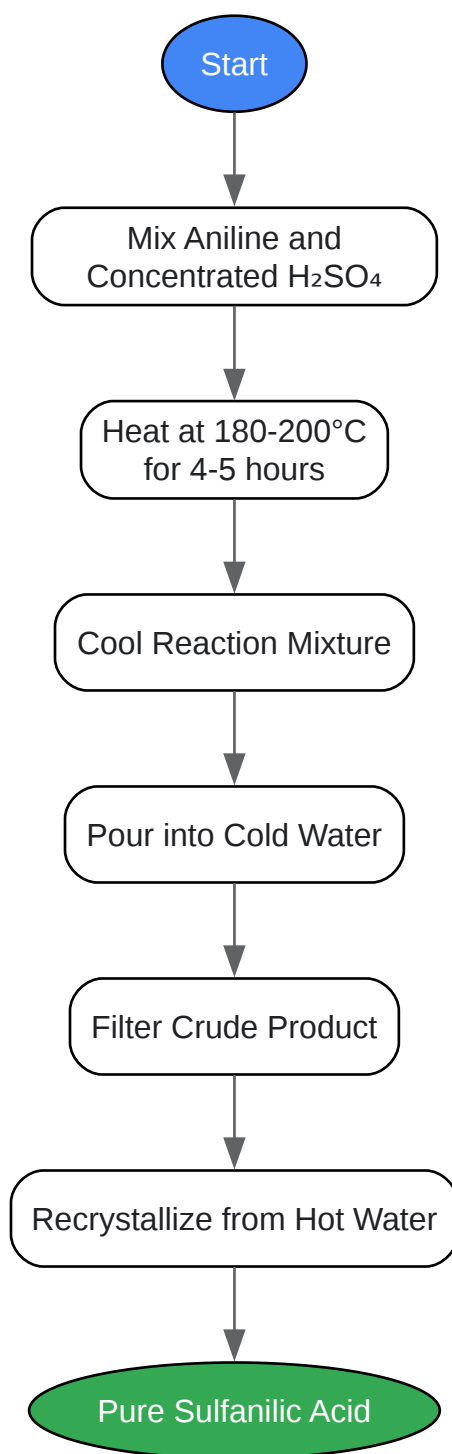 Start
Mix Aniline and
Concentrated H₂SO₄
Heat at 180-200°C
for 4-5 hours
Cool Reaction Mixture
Pour into Cold Water
Filter Crude Product
Recrystallize from Hot Water
Pure Sulfanilic Acid